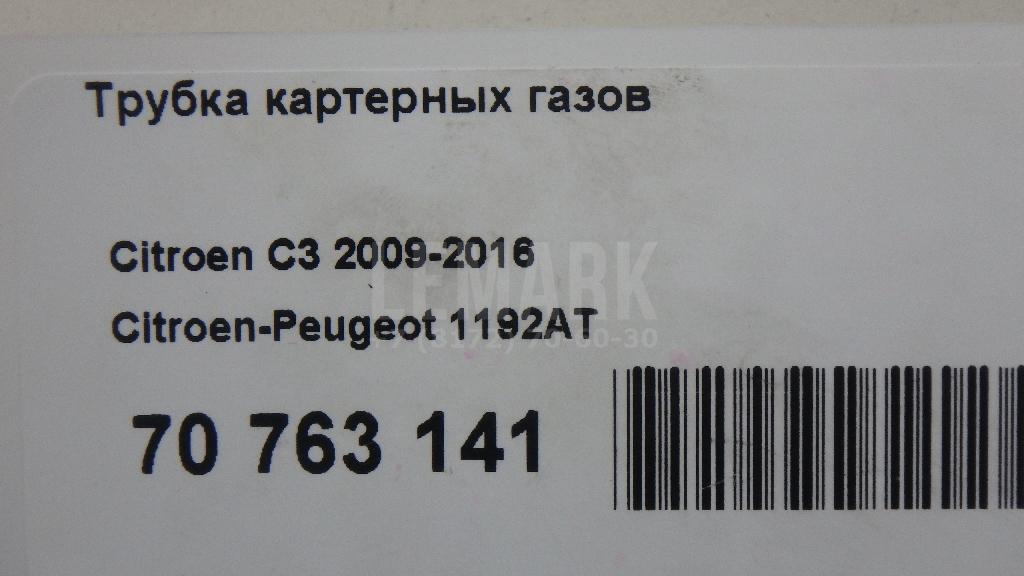 Трубка картерных газов
Citroen C3 2009-2016
LEMARK
Citroen-Peugeot 1192AT
70 763 141